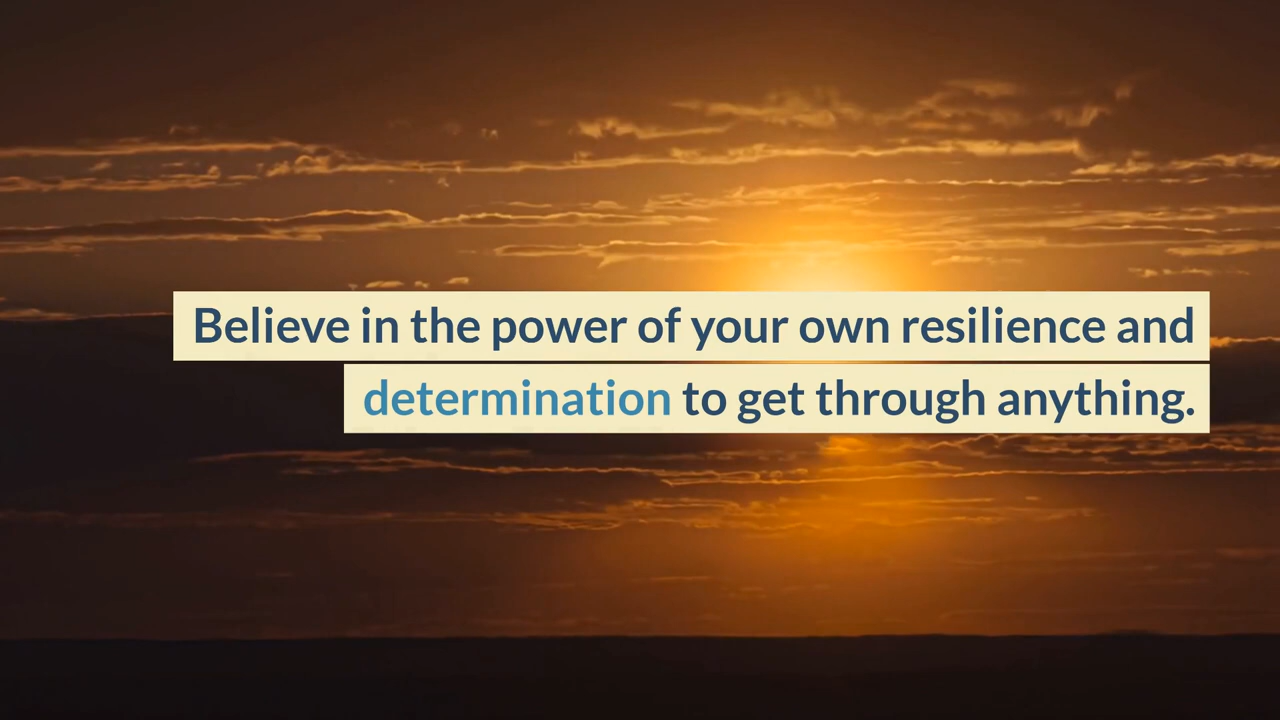 Believe in the power of your own resilience and
determination to get through anything.